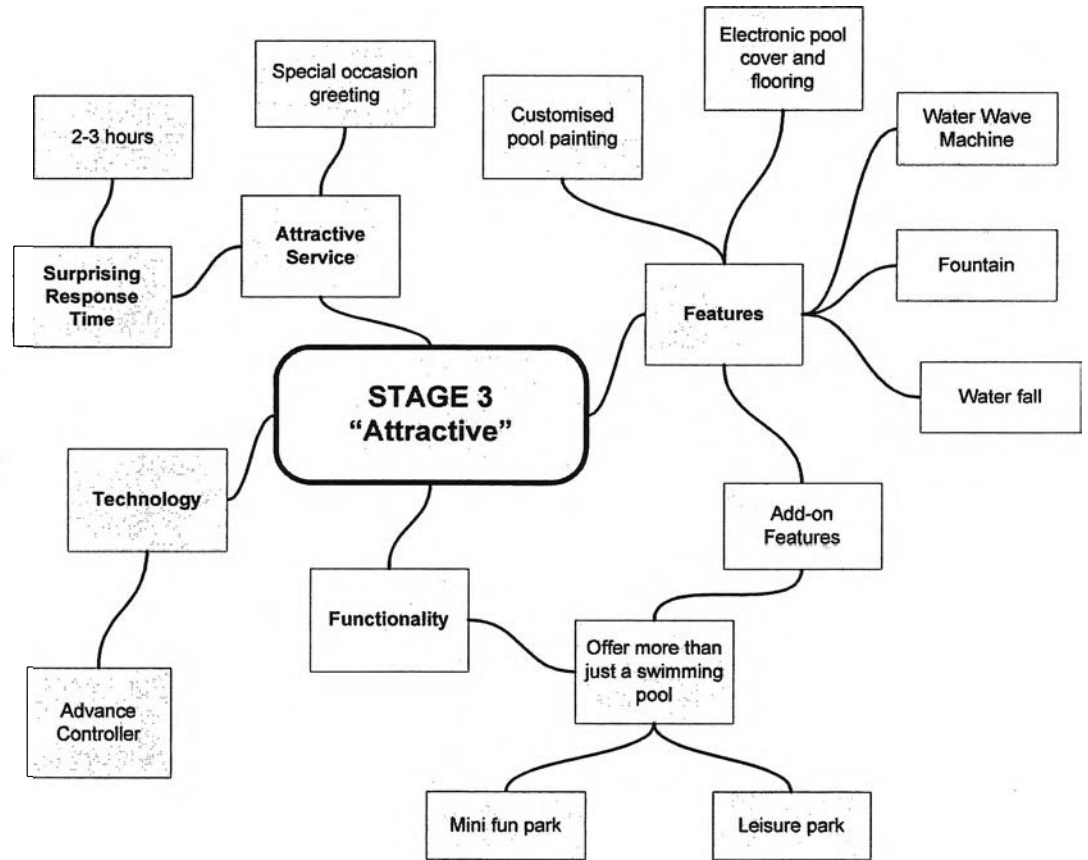 Electronic pool
cover and
flooring
Special occasion
greeting
Customised
pool painting
2-3 hours
Water Wave
Machine
Attractive
Service
Surprising
Response
Time
Fountain
Features
STAGE 3
“Attractive”
Water fall
Technology
Add-on
Features
Functionality
Offer more than
just a swimming
pool
Advance
Controller
Mini fun park
Leisure park